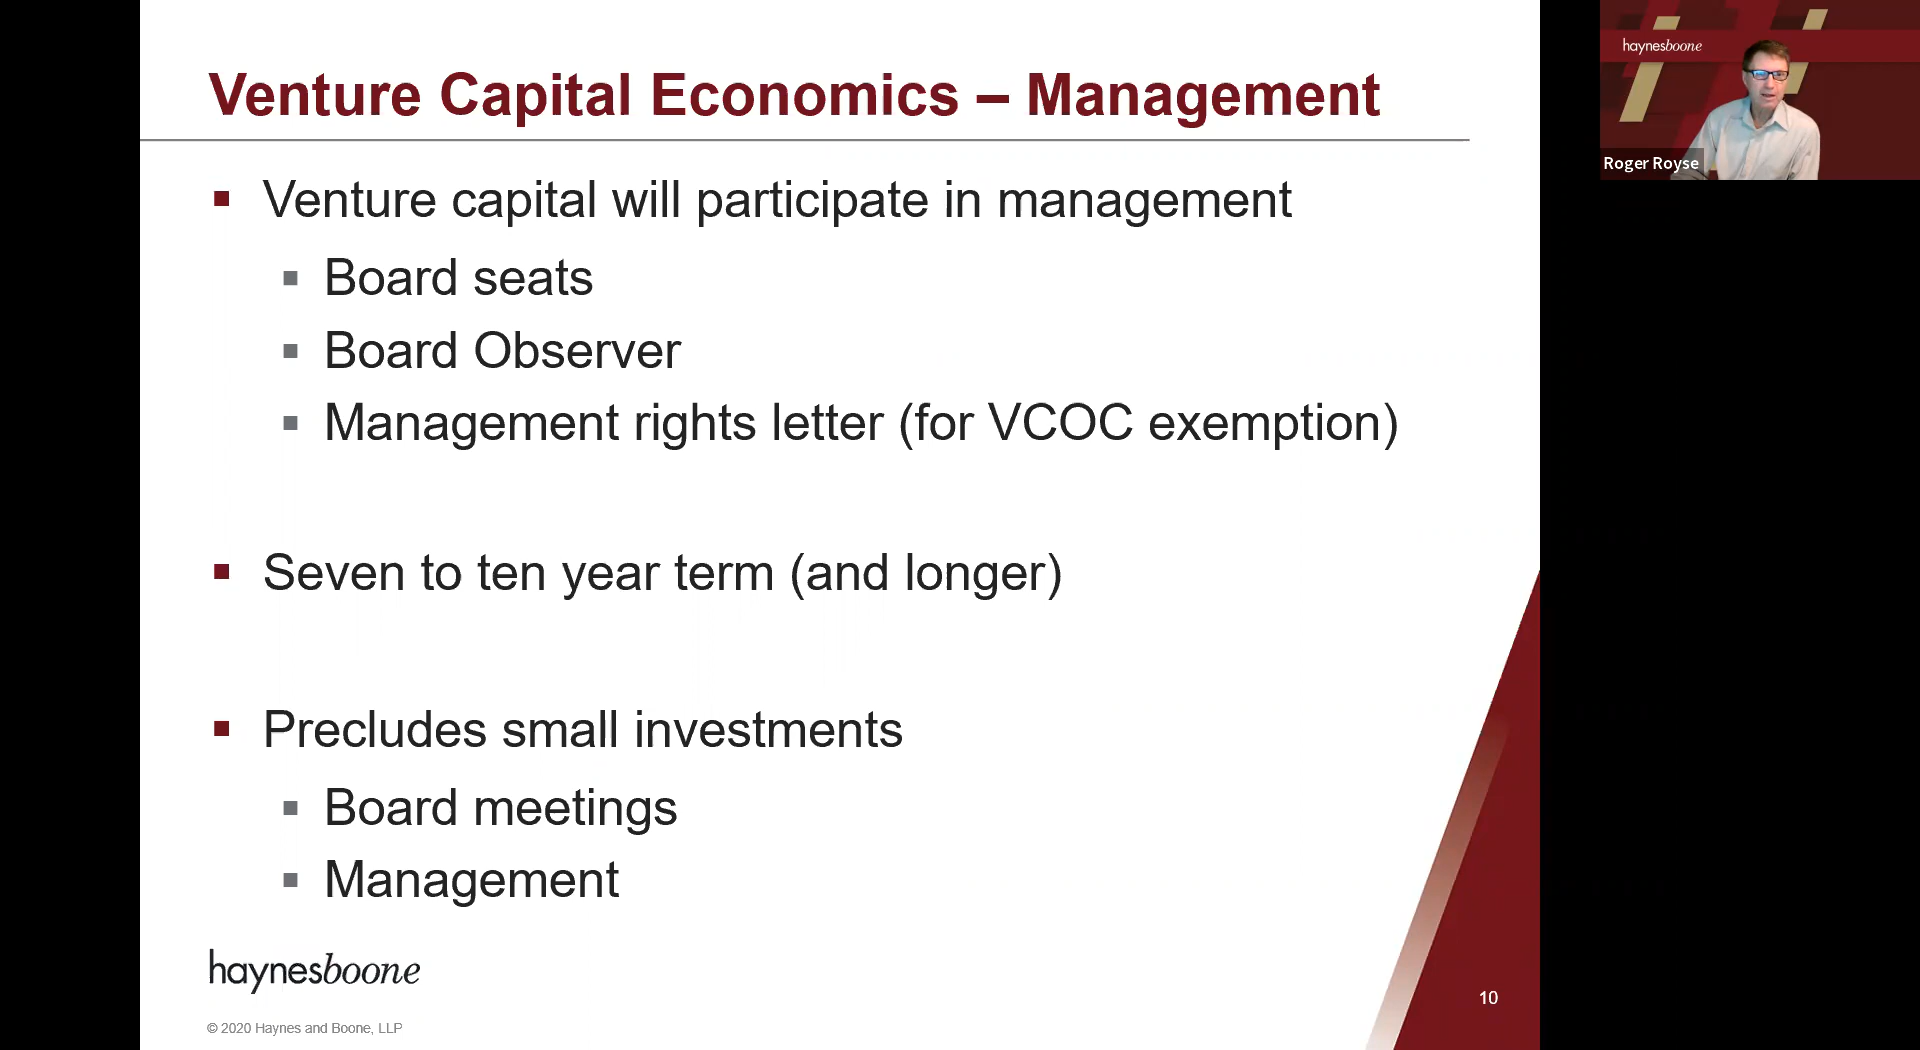 Venture Capital Economics – Management
Venture capital will participate in management
Board seats
Board Observer
Management rights letter (for VCOC exemption)
Seven to ten year term (and longer)
Precludes small investments
Board meetings
Management
haynesboone
© 2020 Haynes and Boone, LLP
10
haynesboone
Roger Royse